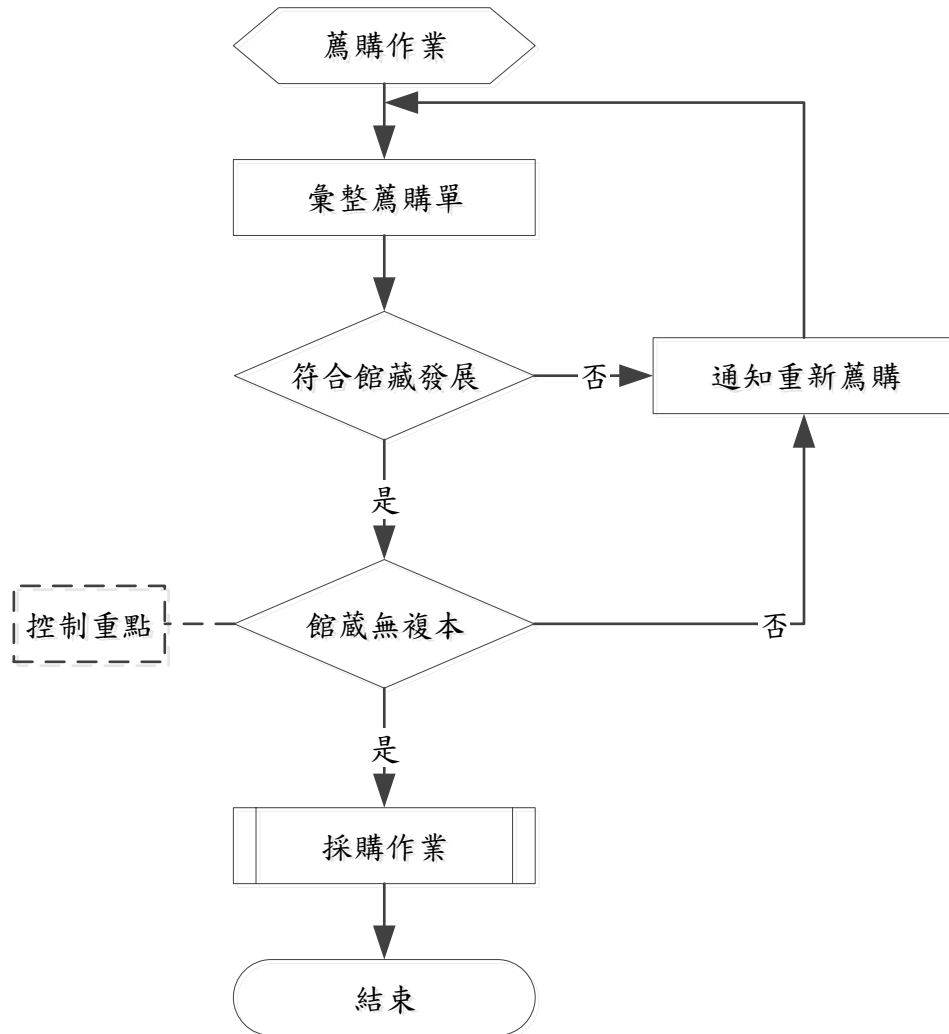 薦購作業
彙整薦購單
符合館藏發展
否
通知重新薦購
是
控制重點
館蔵無複本
否
是
採購作業
結束